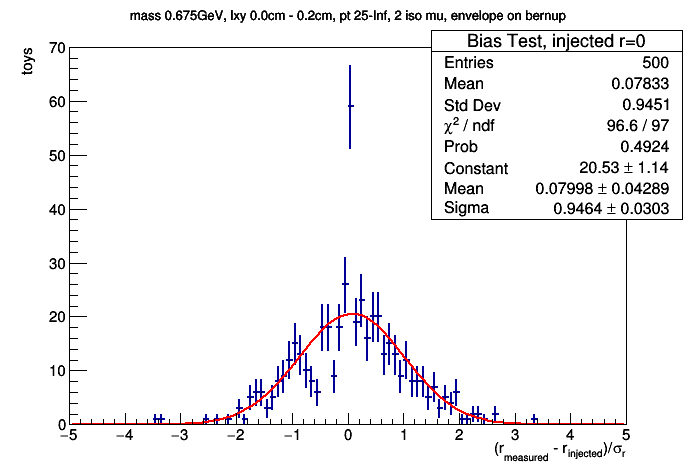 mass 0.675GeV, lxy 0.0cm - 0.2cm, pt 25-Inf, 2 iso mu, envelope on bernup
Bias Test, injected r=0
Entries 500
Mean 0.07833
Std Dev 0.9451
χ² / ndf 96.6 / 97
Prob 0.4924
Constant 20.53 ± 1.14
Mean 0.07998 ± 0.04289
Sigma 0.9464 ± 0.0303
toys
70
60
50
40
30
20
10
0
−5 −4 −3 −2 −1 0 1 2 3 4 5
(r_measured - r_injected)/σ_r